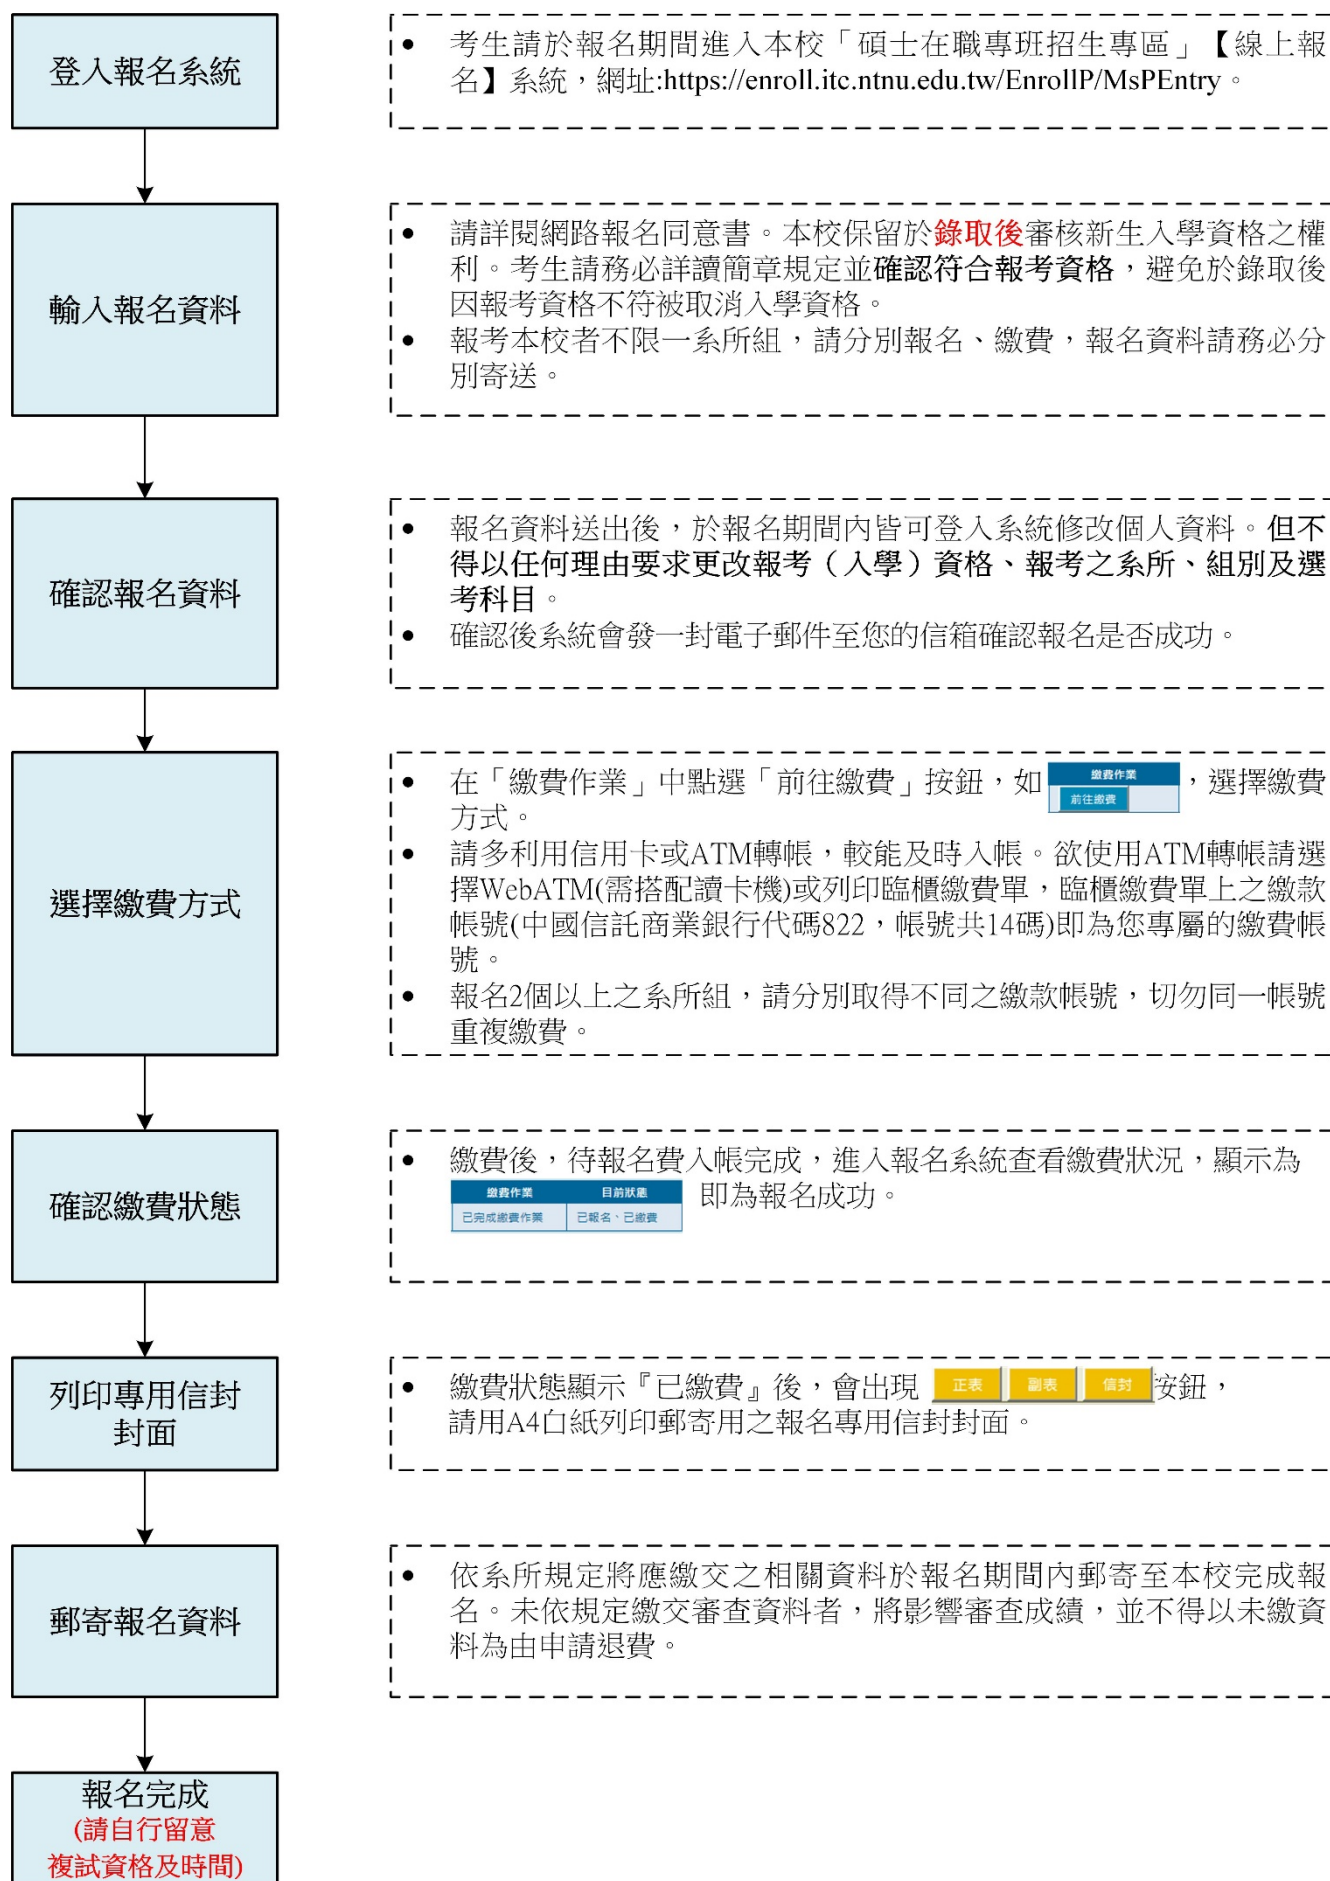 登入報名系統
● 考生請於報名期間進入本校「碩士在職專班招生專區」【線上報
名】系統，網址:https://enroll.itc.ntnu.edu.tw/EnrollP/MsPEntry。
輸入報名資料
● 請詳閱網路報名同意書。本校保留於錄取後審核新生入學資格之權
利。考生請務必詳讀簡章規定並確認符合報考資格，避免於錄取後
因報考資格不符被取消入學資格。
● 報考本校者不限一系所組，請分別報名、繳費，報名資料請務必分
別寄送。
確認報名資料
● 報名資料送出後，於報名期間內皆可登入系統修改個人資料。但不
得以任何理由要求更改報考（入學）資格、報考之系所、組別及選
考科目。
● 確認後系統會發一封電子郵件至您的信箱確認報名是否成功。
選擇繳費方式
● 在「繳費作業」中點選「前往繳費」按鈕，如 繳費作業 前往繳費 ，選擇繳費
方式。
● 請多利用信用卡或ATM轉帳，較能及時入帳。欲使用ATM轉帳請選
擇WebATM(需搭配讀卡機)或列印臨櫃繳費單，臨櫃繳費單上之繳款
帳號(中國信託商業銀行代碼822，帳號共14碼)即為您專屬的繳費帳
號。
● 報名2個以上之系所組，請分別取得不同之繳款帳號，切勿同一帳號
重複繳費。
確認繳費狀態
● 繳費後，待報名費入帳完成，進入報名系統查看繳費狀況，顯示為
繳費作業 目前狀態 即為報名成功。
已完成繳費作業 已報名、已繳費
列印專用信封
封面
● 繳費狀態顯示『已繳費』後，會出現 正表 副表 信封 按鈕，
請用A4白紙列印郵寄用之報名專用信封封面。
郵寄報名資料
● 依系所規定將應繳交之相關資料於報名期間內郵寄至本校完成報
名。未依規定繳交審查資料者，將影響審查成績，並不得以未繳資
料為由申請退費。
報名完成
(請自行留意
複試資格及時間)